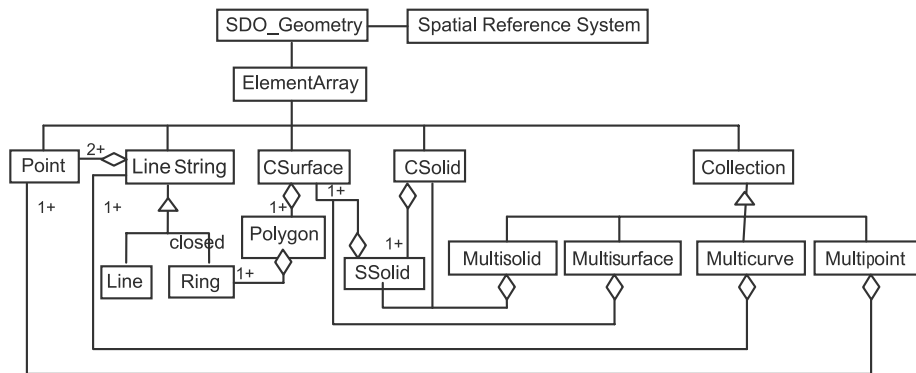 SDO_Geometry
Spatial Reference System
ElementArray
Point
2+
Line String
CSurface
CSolid
Collection
1+
1+
1+
1+
closed
Polygon
1+
Line
Ring
1+
SSolid
Multisolid
Multisurface
Multicurve
Multipoint